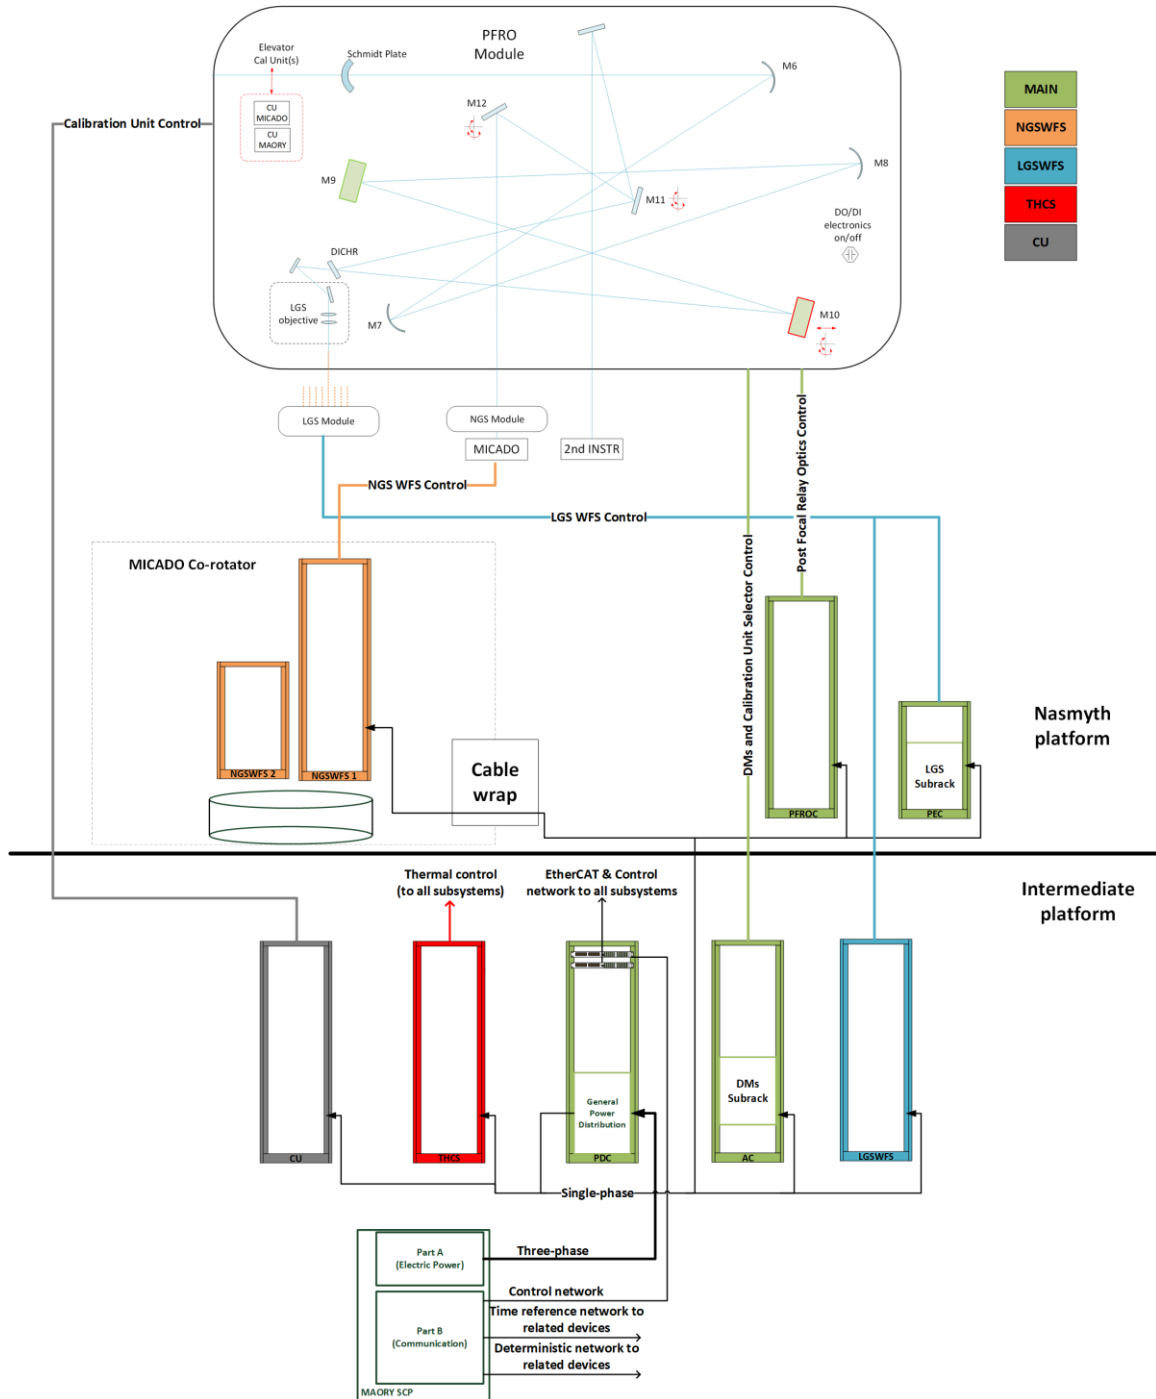 PFRO
Module
Elevator
Cal Unit(s)
Schmidt Plate
M6
CU
MICADO
CU
MAORY
M12
Calibration Unit Control
M8
M9
M11
DO/DI
electronics
on/off
DICHR
LGS
objective
M7
M10
MAIN
NGSWFS
LGSWFS
THCS
CU
LGS Module
NGS Module
MICADO
2nd INSTR
NGS WFS Control
LGS WFS Control
Post Focal Relay Optics Control
DMs and Calibration Unit Selector Control
MICADO Co-rotator
NGSWFS 2
NGSWFS 1
Cable
wrap
PFROC
LGS
Subrack
PEC
Nasmyth
platform
Intermediate
platform
Thermal control
(to all subsystems)
EtherCAT & Control
network to all subsystems
CU
THCS
General
Power
Distribution
PDC
DMs
Subrack
AC
LGSWFS
Single-phase
Part A
(Electric Power)
Three-phase
Part B
(Communication)
Control network
Time reference network to
related devices
Deterministic network to
related devices
MAORY SCP